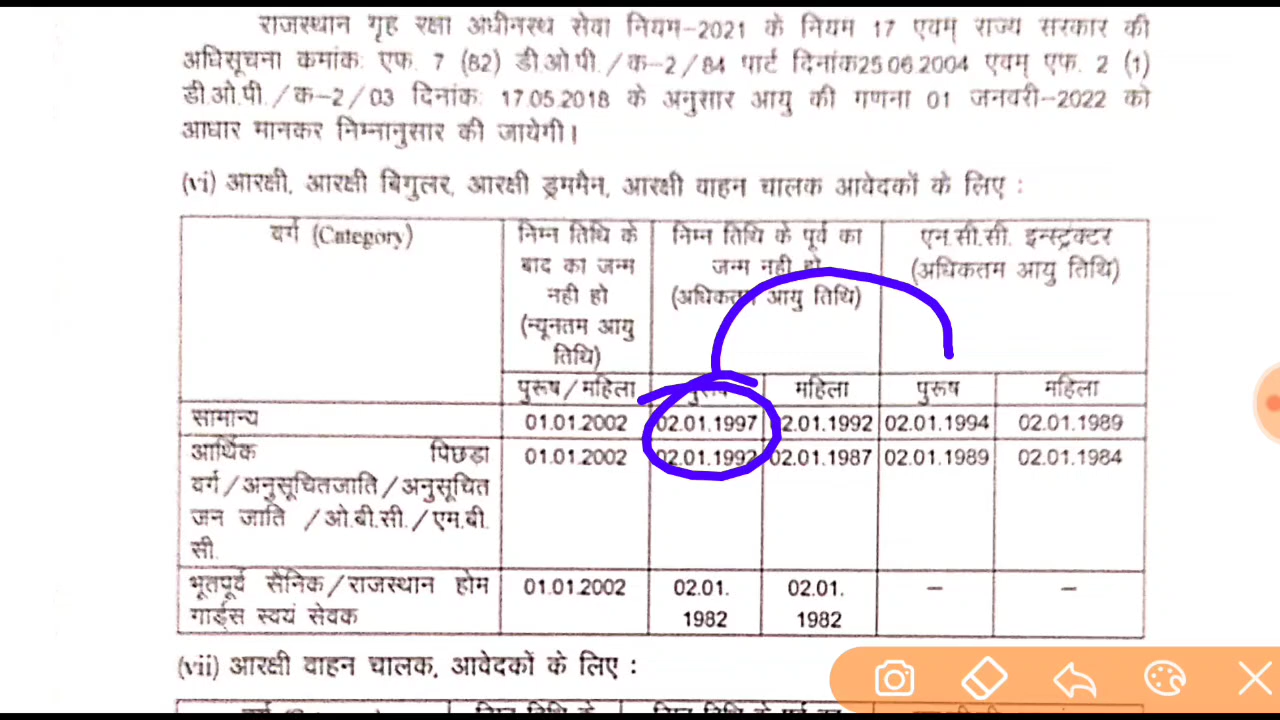 राजस्थान गृह रक्षा अधीनस्थ सेवा नियम-2021 के नियम 17 एवम् राज्य सरकार की
अधिसूचना कमांक: एफ. 7 (82) डी.ओ.पी./क-2/84 पार्ट दिनांक25.06.2004 एवम् एफ. 2 (1)
डी.ओ.पी./क-2/03 दिनांक: 17.05.2018 के अनुसार आयु की गणना 01 जनवरी-2022 को
आधार मानकर निम्नानुसार की जायेगी।
(vi) आरक्षी, आरक्षी बिगुलर, आरक्षी ड्रममैन, आरक्षी वाहन चालक आवेदकों के लिए :
वर्ग (Category) निम्न तिथि के निम्न तिथि के पूर्व का एन.सी.सी. इन्स्ट्रक्टर
बाद का जन्म जन्म नही हो (अधिकतम आयु तिथि)
नही हो (अधिकतम आयु तिथि)
(न्यूनतम आयु
तिथि)
पुरूष/महिला पुरूष महिला पुरूष महिला
सामान्य 01.01.2002 02.01.1997 02.01.1992 02.01.1994 02.01.1989
आर्थिक पिछड़ा 01.01.2002 02.01.1992 02.01.1987 02.01.1989 02.01.1984
वर्ग/अनुसूचितजाति/अनुसूचित
जन जाति /ओ.बी.सी./एम.बी.
सी.
भूतपूर्व सैनिक/राजस्थान होम 01.01.2002 02.01. 02.01. – –
गार्ड्स स्वयं सेवक 1982 1982
(vii) आरक्षी वाहन चालक, आवेदकों के लिए :